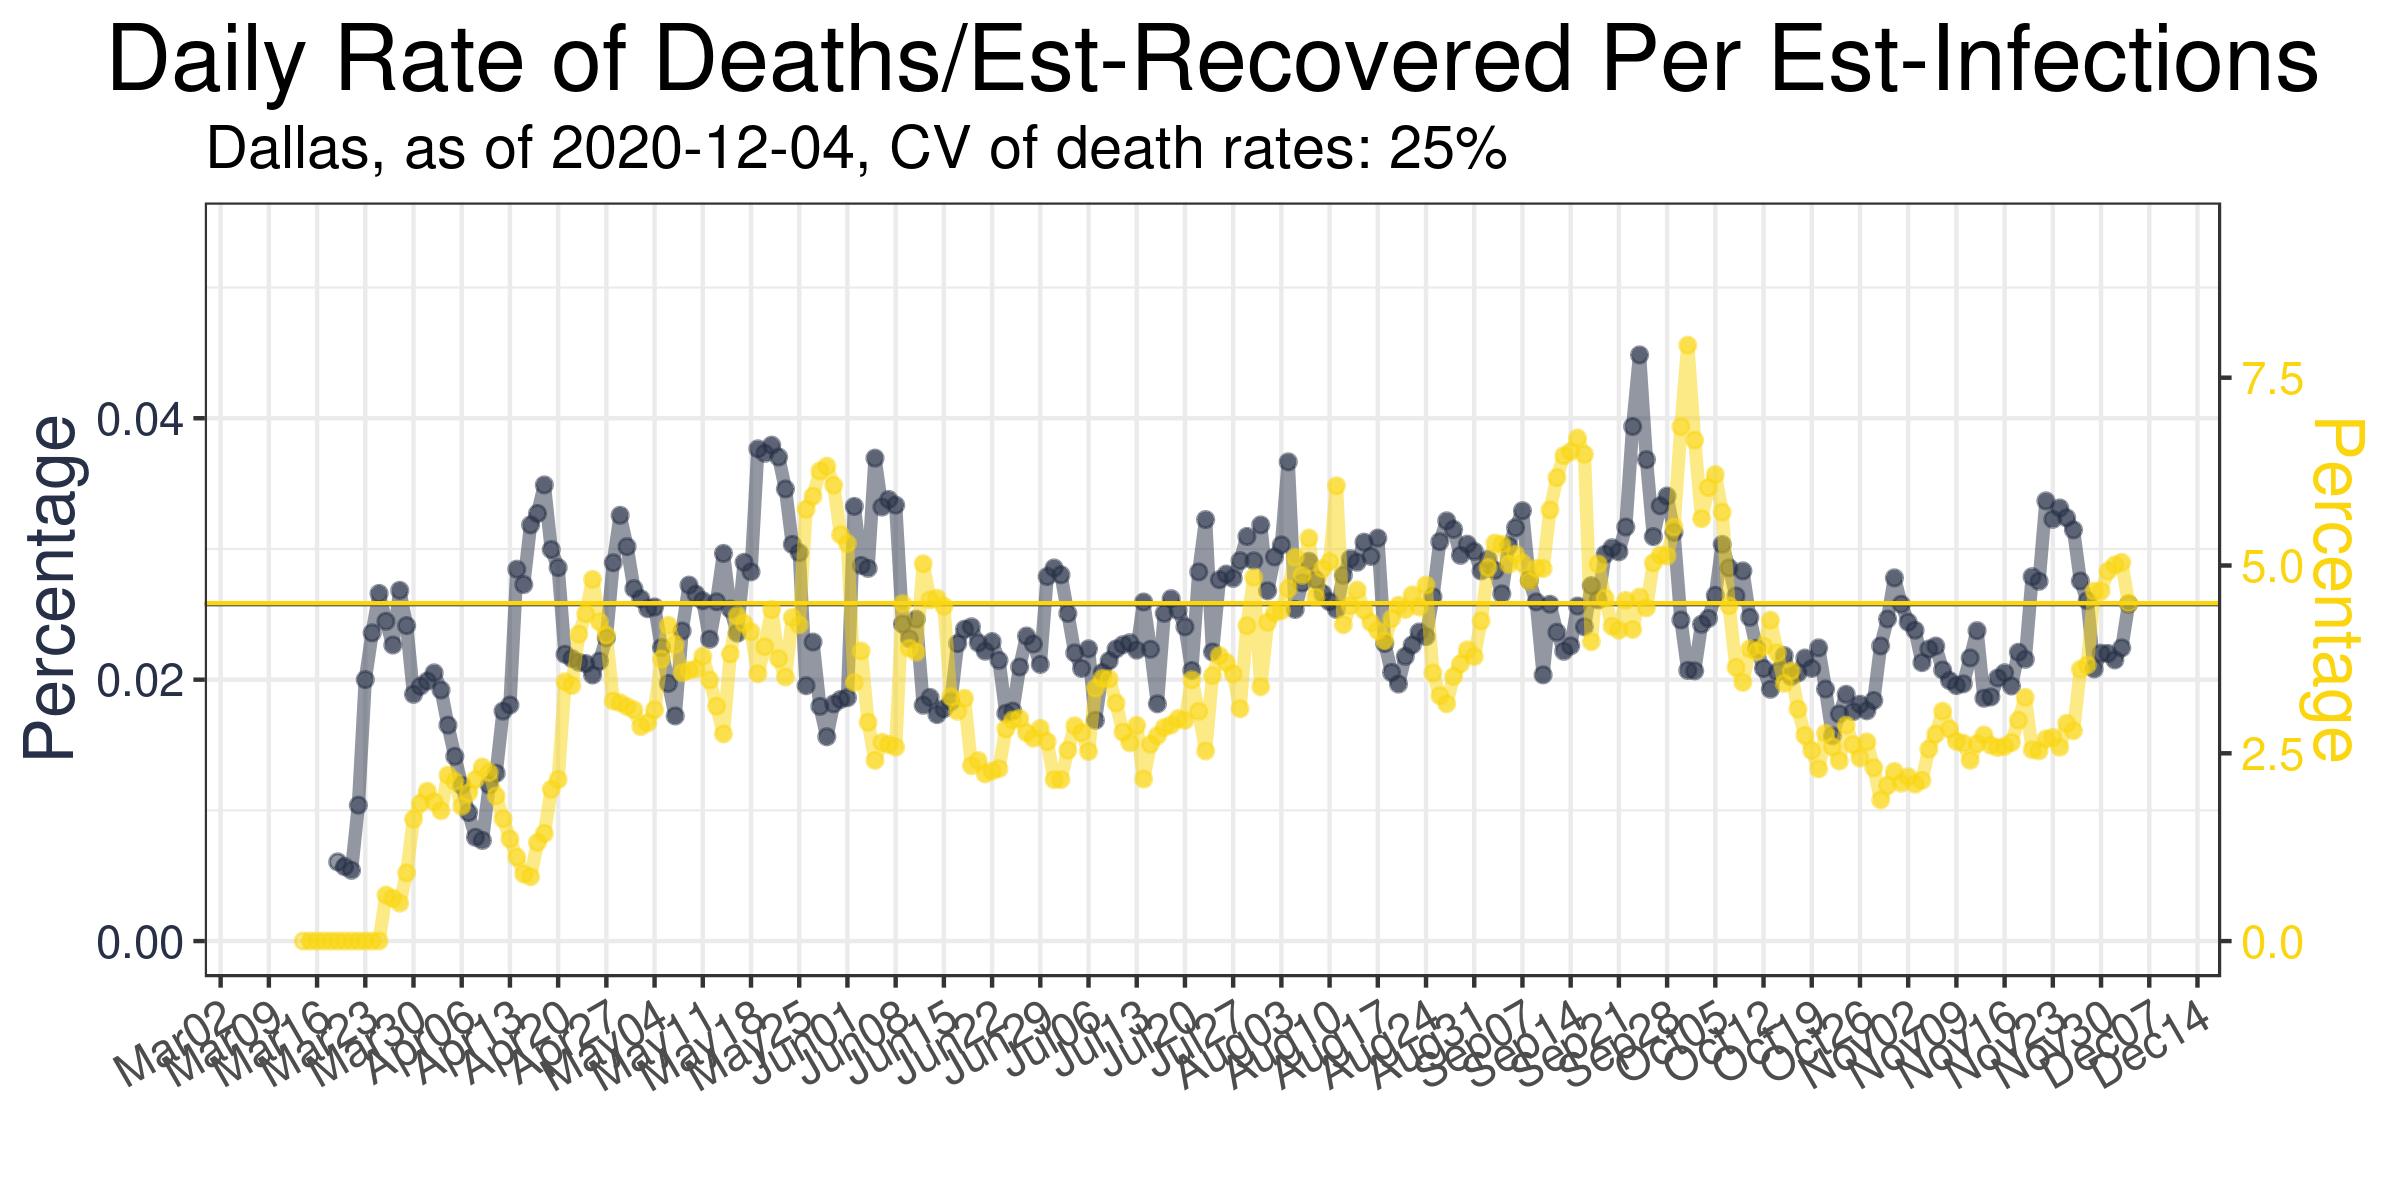 Daily Rate of Deaths/Est-Recovered Per Est-Infections
Dallas, as of 2020-12-04, CV of death rates: 25%
Percentage
0.04
0.02
0.00
7.5
5.0
2.5
0.0
Percentage
Mar02
Mar09
Mar16
Mar23
Mar30
Apr06
Apr13
Apr20
Apr27
May04
May11
May18
May25
Jun01
Jun08
Jun15
Jun22
Jun29
Jul06
Jul13
Jul20
Jul27
Aug03
Aug10
Aug17
Aug24
Aug31
Sep07
Sep14
Sep21
Sep28
Oct05
Oct12
Oct19
Oct26
Nov02
Nov09
Nov16
Nov23
Nov30
Dec07
Dec14